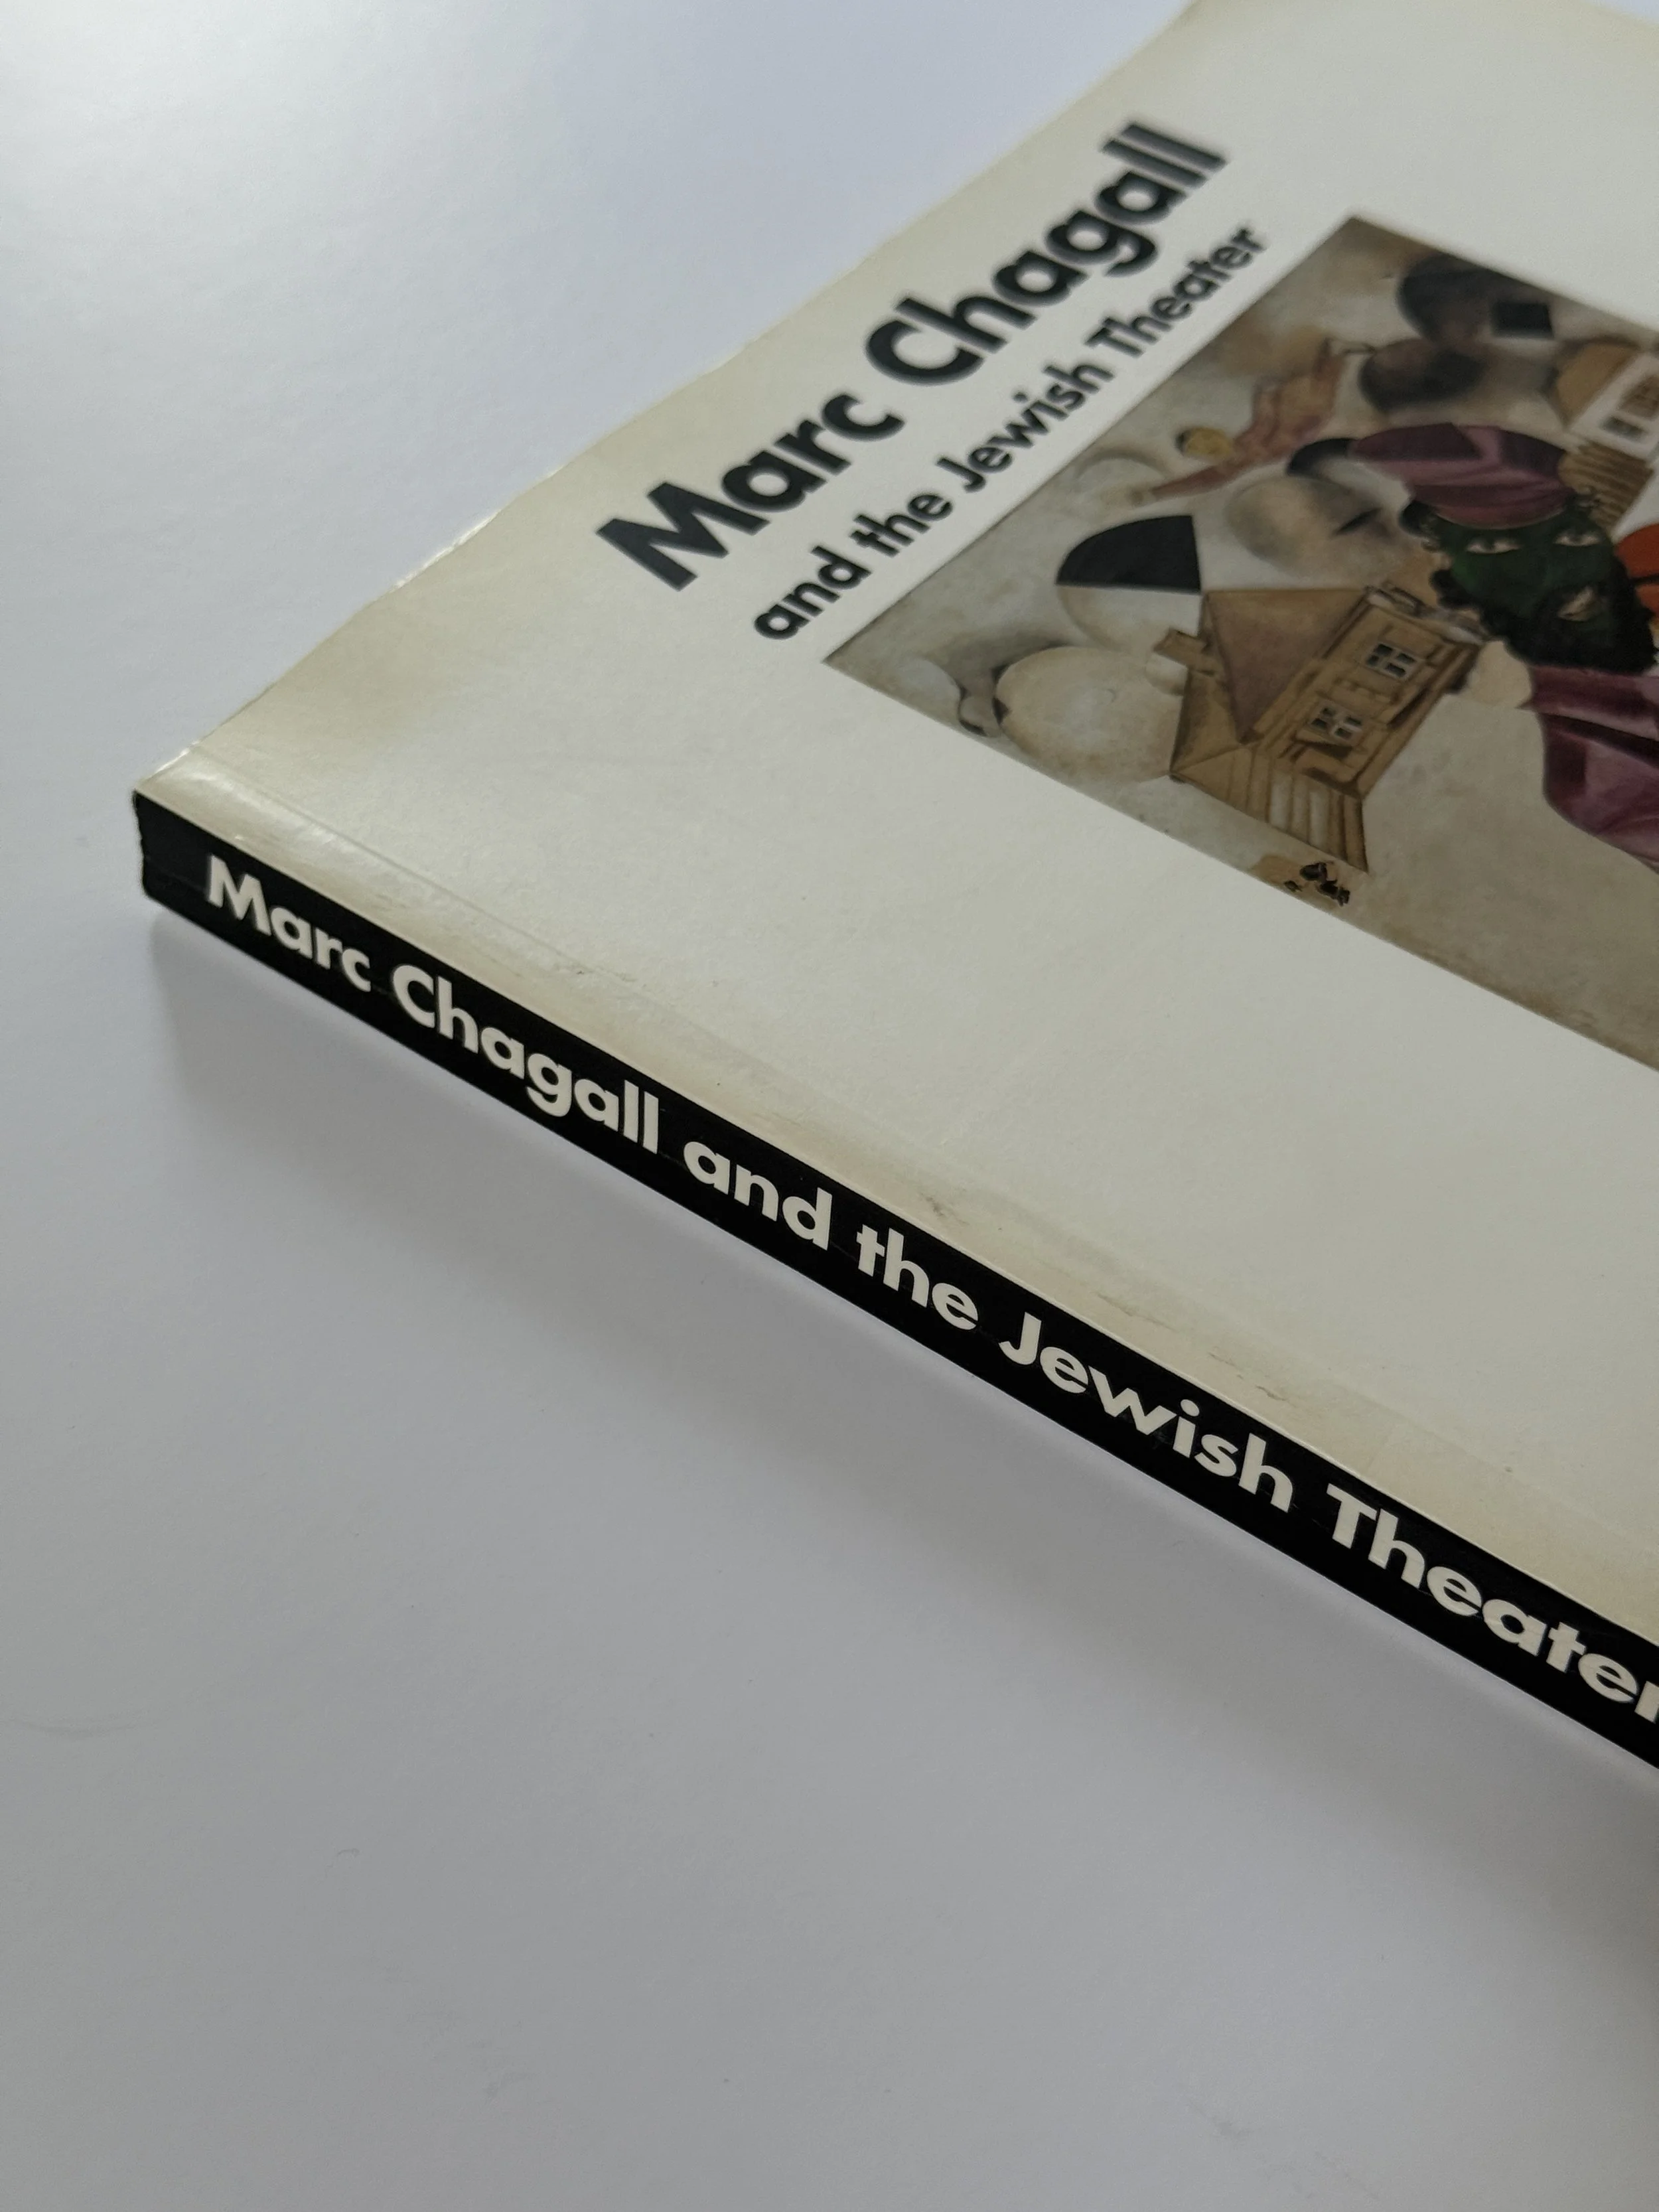 Marc Chagall
and the Jewish Theater
Marc Chagall and the Jewish Theater